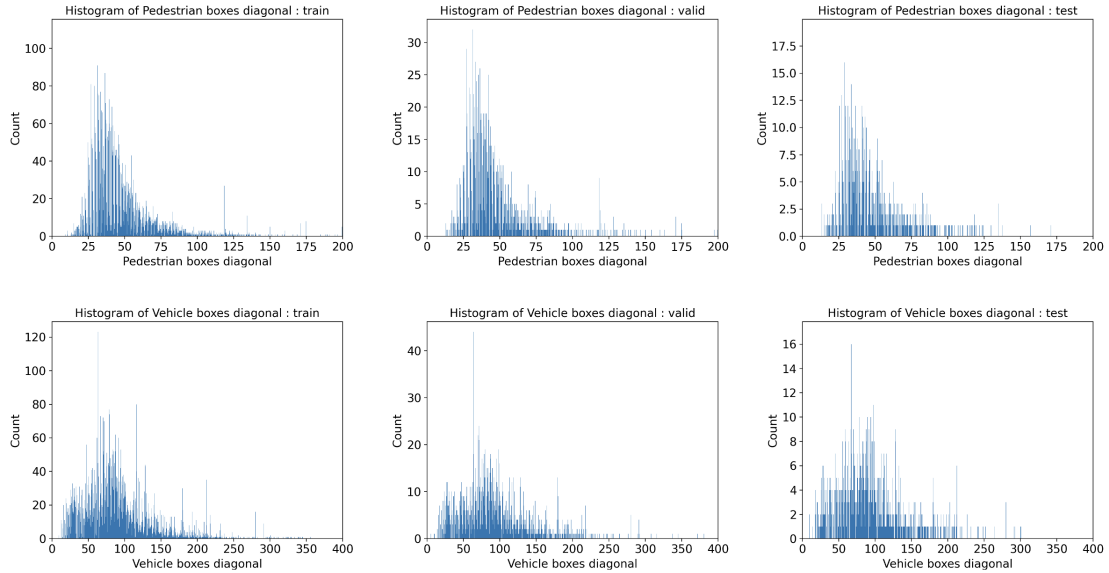 Histogram of Pedestrian boxes diagonal : train
Count
100
80
60
40
20
0
0 25 50 75 100 125 150 175 200
Pedestrian boxes diagonal
Histogram of Pedestrian boxes diagonal : valid
Count
30
25
20
15
10
5
0
0 25 50 75 100 125 150 175 200
Pedestrian boxes diagonal
Histogram of Pedestrian boxes diagonal : test
Count
17.5
15.0
12.5
10.0
7.5
5.0
2.5
0.0
0 25 50 75 100 125 150 175 200
Pedestrian boxes diagonal
Histogram of Vehicle boxes diagonal : train
Count
120
100
80
60
40
20
0
0 50 100 150 200 250 300 350 400
Vehicle boxes diagonal
Histogram of Vehicle boxes diagonal : valid
Count
40
30
20
10
0
0 50 100 150 200 250 300 350 400
Vehicle boxes diagonal
Histogram of Vehicle boxes diagonal : test
Count
16
14
12
10
8
6
4
2
0
0 50 100 150 200 250 300 350 400
Vehicle boxes diagonal